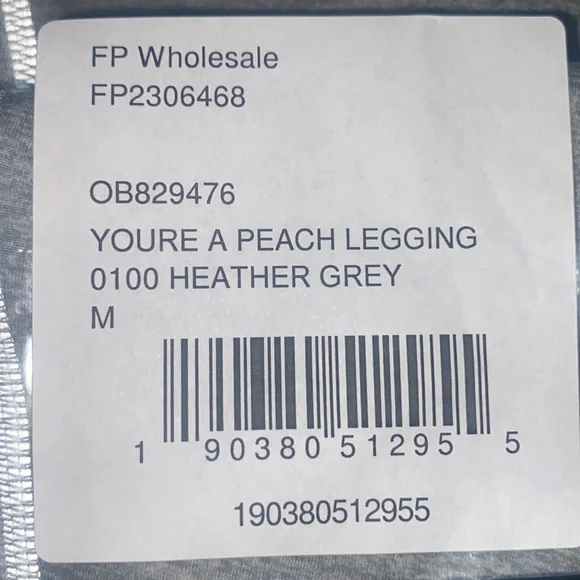 FP Wholesale
FP2306468
OB829476
YOURE A PEACH LEGGING
0100 HEATHER GREY
M
1 90380 51295 5
190380512955